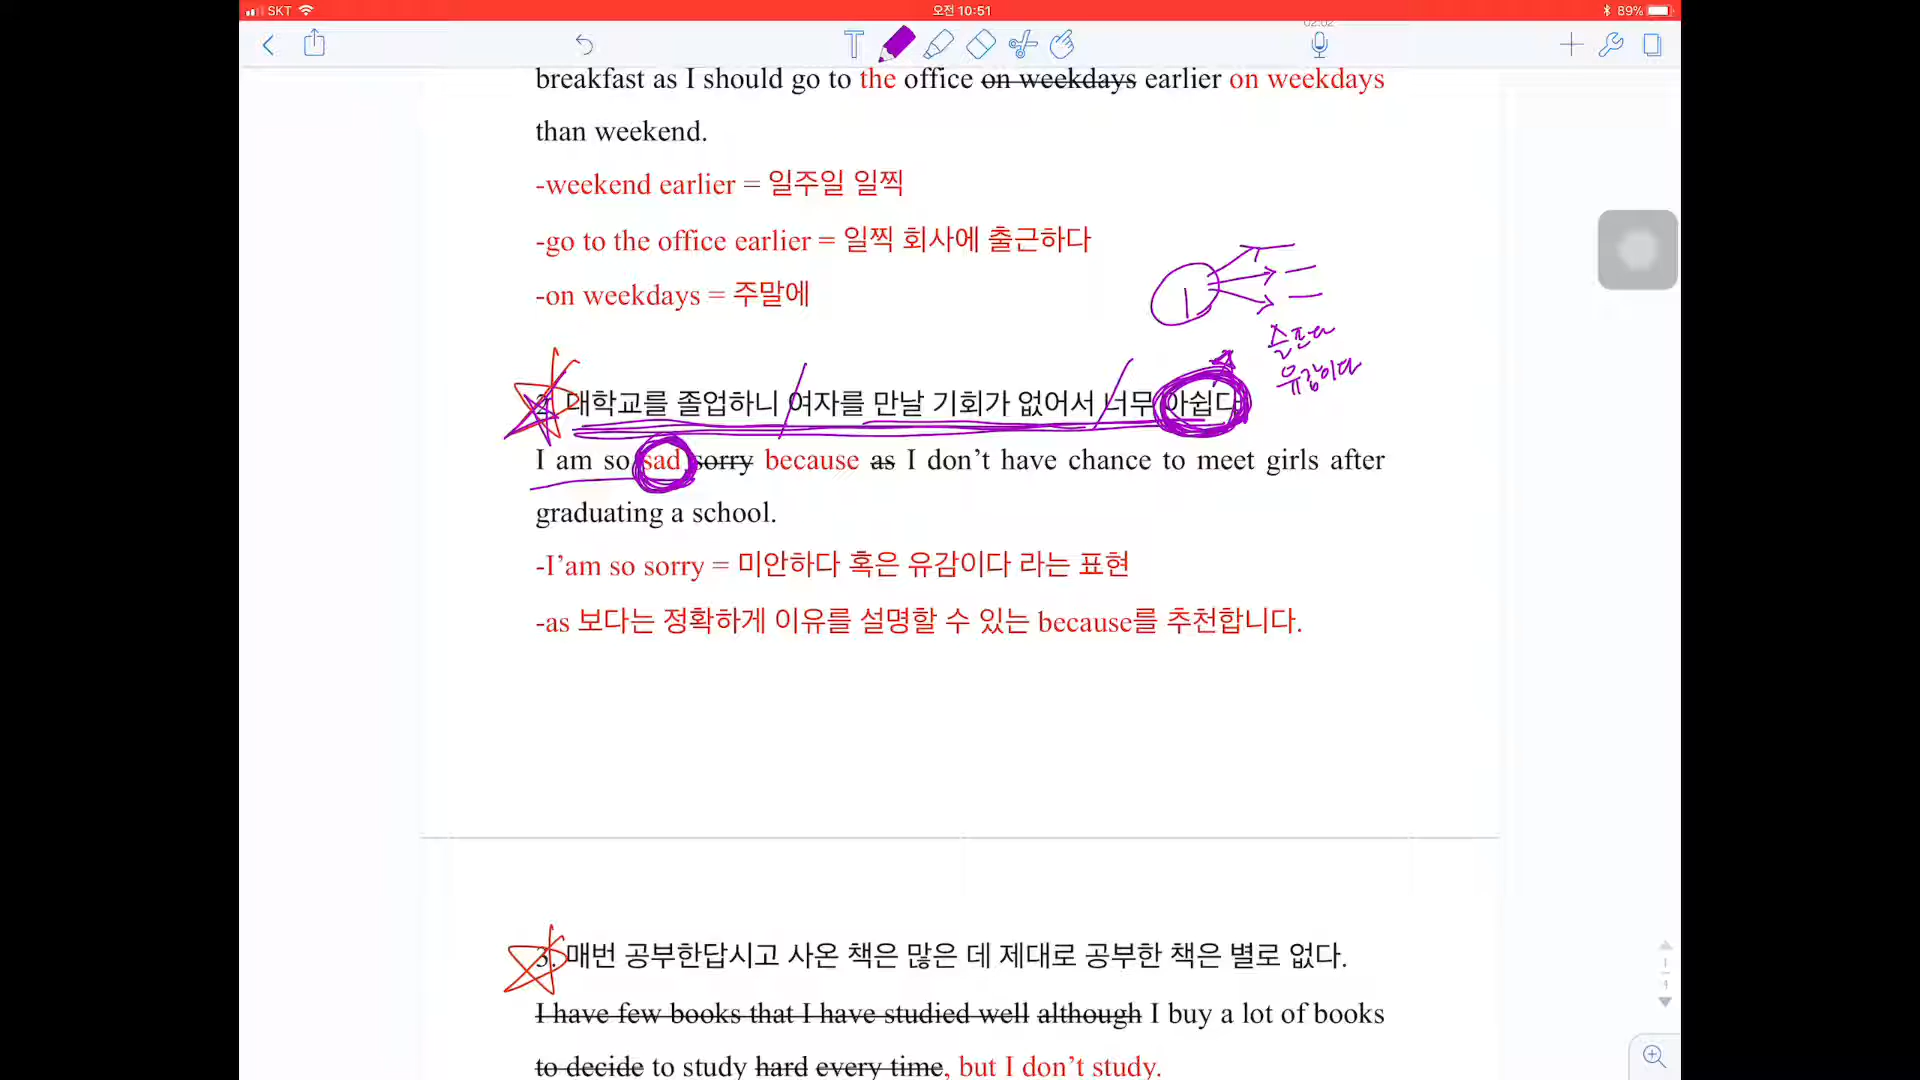 SKT 오전 10:51 89%
02:02
breakfast as I should go to the office on weekdays earlier on weekdays
than weekend.
-weekend earlier = 일주일 일찍
-go to the office earlier = 일찍 회사에 출근하다
-on weekdays = 주말에
1
슬프다
유감이다
2. 대학교를 졸업하니 여자를 만날 기회가 없어서 너무 아쉽다
I am so sad sorry because as I don't have chance to meet girls after
graduating a school.
-I'am so sorry = 미안하다 혹은 유감이다 라는 표현
-as 보다는 정확하게 이유를 설명할 수 있는 because를 추천합니다.
3. 매번 공부한답시고 사온 책은 많은 데 제대로 공부한 책은 별로 없다.
I have few books that I have studied well although I buy a lot of books
to decide to study hard every time, but I don't study.